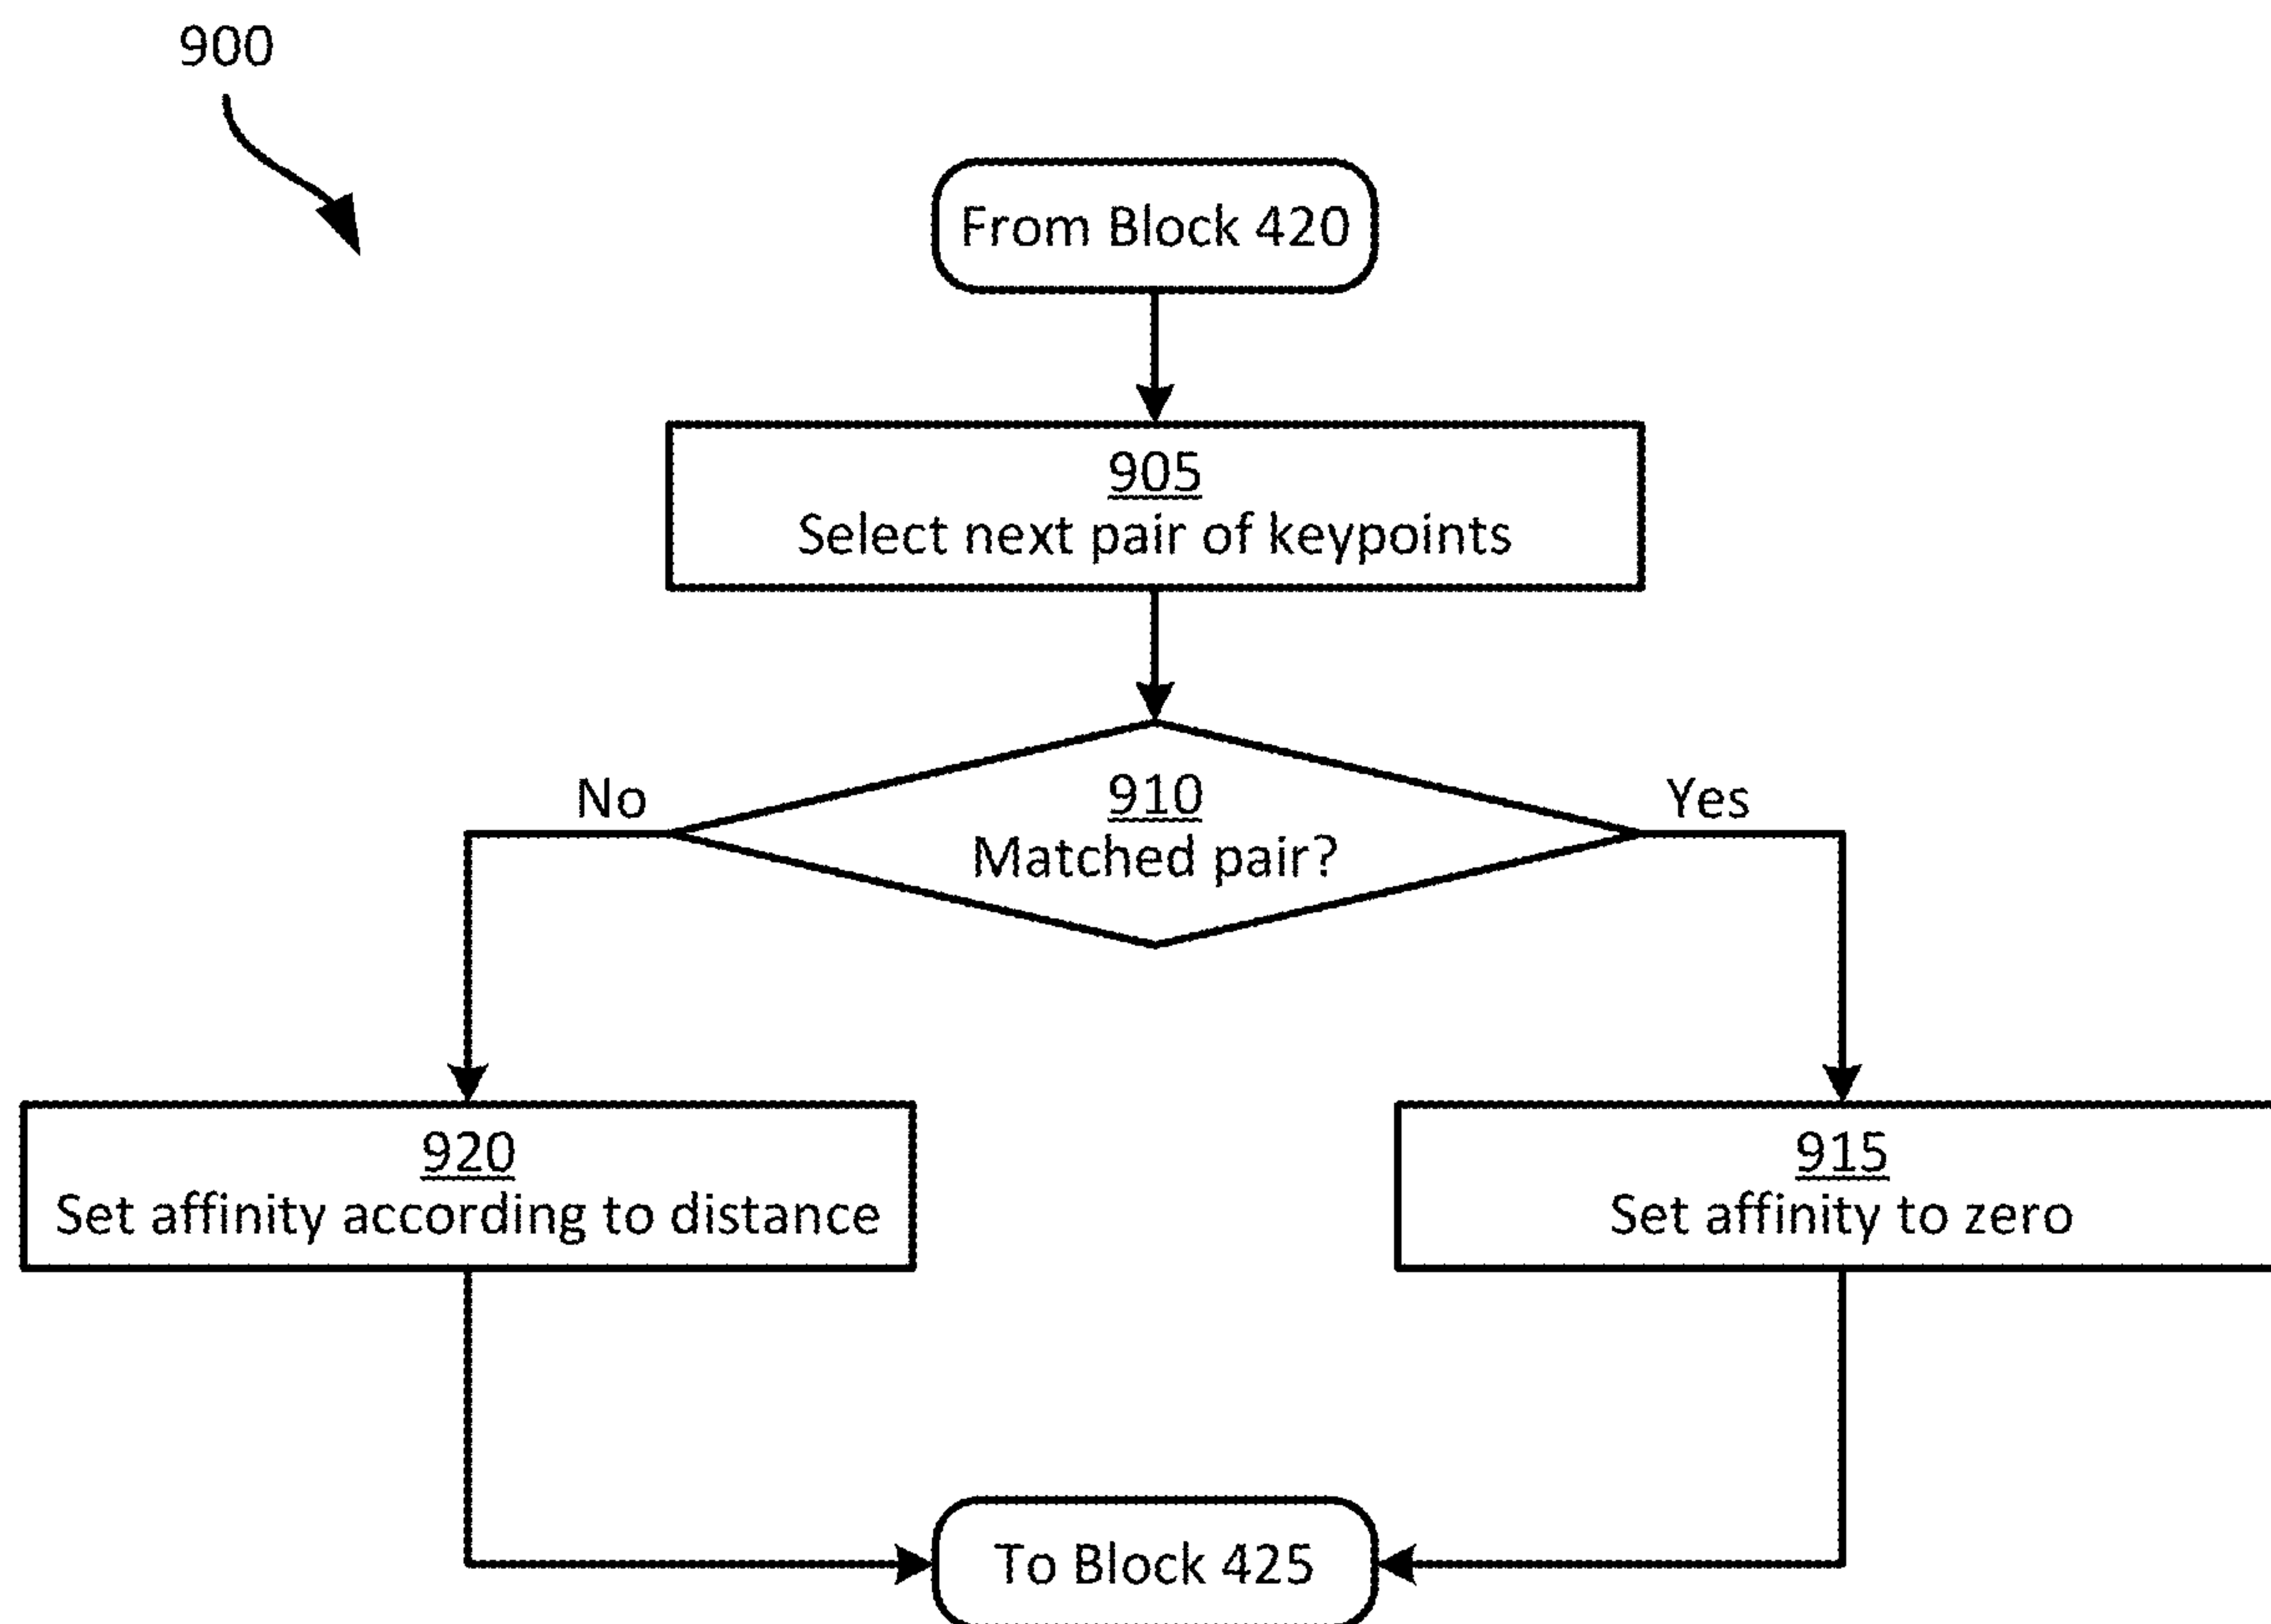 900
From Block 420
905
Select next pair of keypoints
No
910
Yes
Matched pair?
920
Set affinity according to distance
915
Set affinity to zero
To Block 425